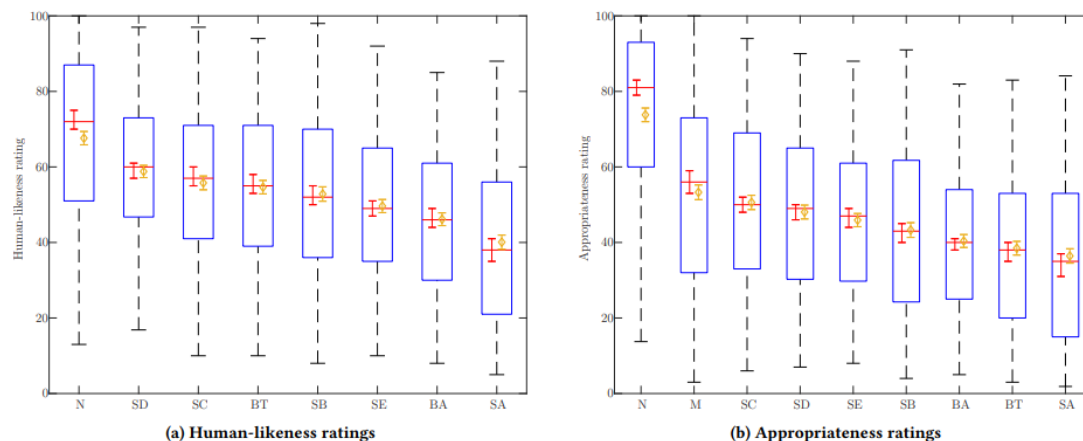 100
80
60
40
20
0
Human-likeness rating
N SD SC BT SB SE BA SA
(a) Human-likeness ratings
100
80
60
40
20
0
Appropriateness rating
N M SC SD SE SB BA BT SA
(b) Appropriateness ratings